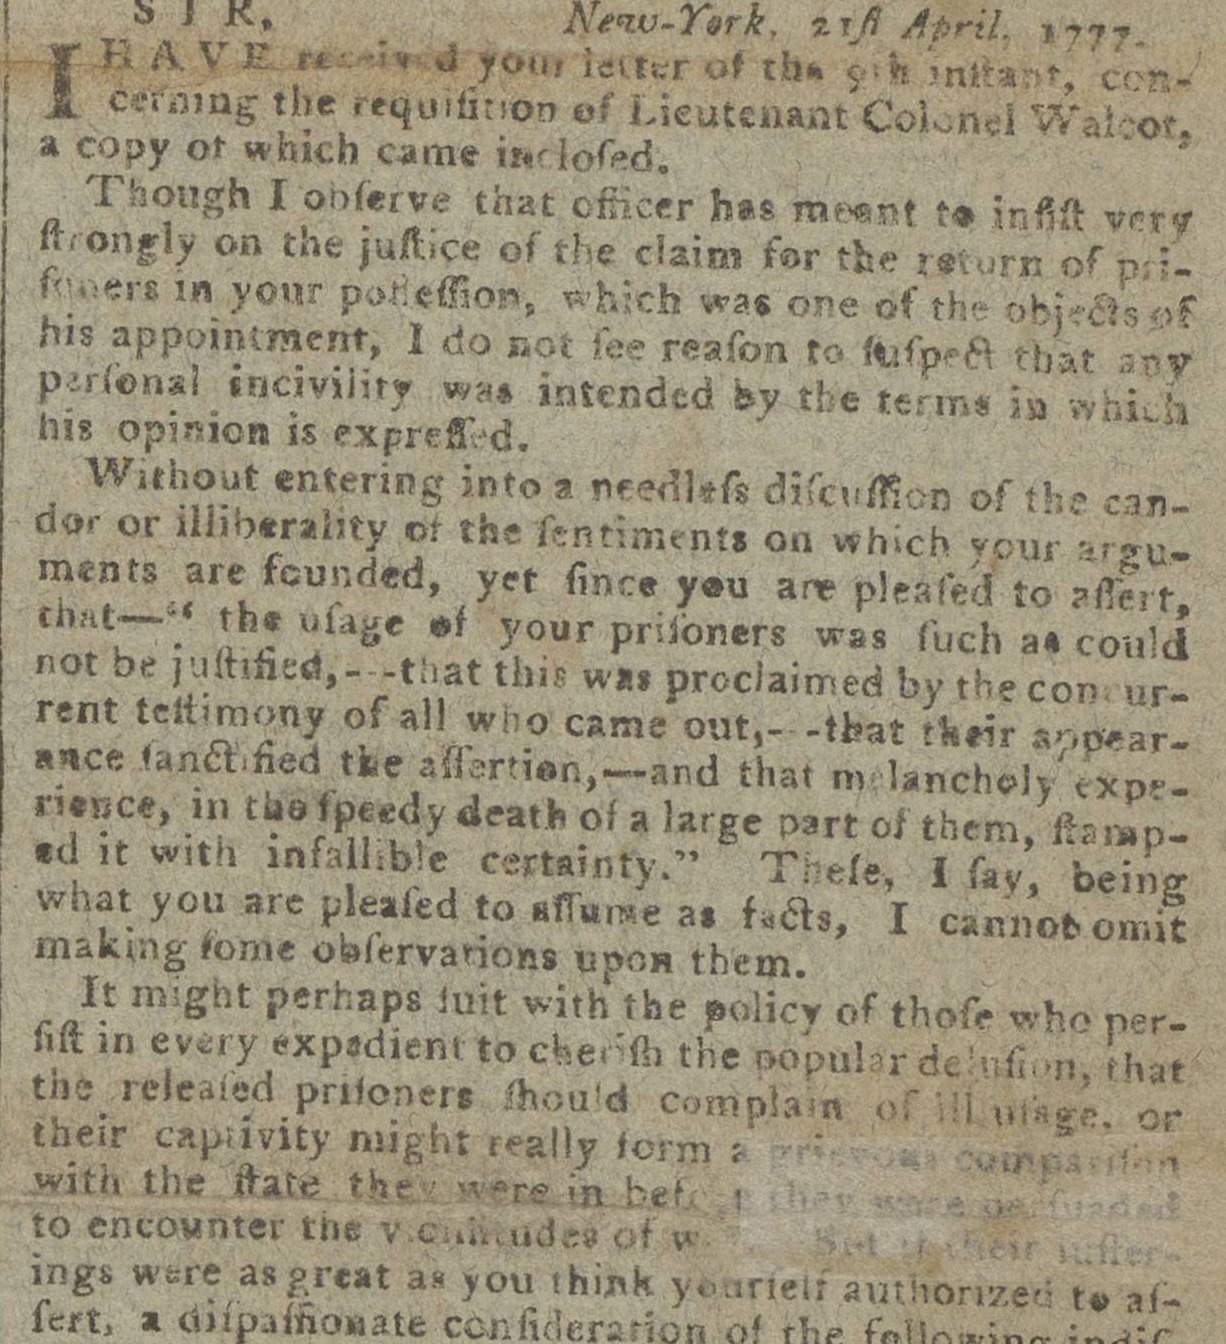 SIR,
New-York, 21ſt April, 1777.
I HAVE received your letter of the 9th inſtant, con-
cerning the requiſition of Lieutenant Colonel Walcot,
a copy of which came incloſed.
Though I obſerve that officer has meant to inſiſt very
ſtrongly on the juſtice of the claim for the return of pri-
ſoners in your poſſeſſion, which was one of the objects of
his appointment, I do not ſee reaſon to ſuſpect that any
perſonal incivility was intended by the terms in which
his opinion is expreſſed.
Without entering into a needleſs diſcuſſion of the can-
dor or illiberality of the ſentiments on which your argu-
ments are founded, yet ſince you are pleaſed to aſſert,
that—“ the uſage of your priſoners was ſuch as could
not be juſtified,---that this was proclaimed by the concur-
rent teſtimony of all who came out,---that their appear-
ance ſanctified the aſſertion,—and that melancholy expe-
rience, in the ſpeedy death of a large part of them, ſtamp-
ed it with infallible certainty.” Theſe, I ſay, being
what you are pleaſed to aſſume as facts, I cannot omit
making ſome obſervations upon them.
It might perhaps ſuit with the policy of thoſe who per-
ſiſt in every expedient to cheriſh the popular deluſion, that
the releaſed priſoners ſhould complain of ill uſage, or
their captivity might really form a grievous compariſon
with the ſtate they were in before they were perſuaded
to encounter the viciſſitudes of w. But if their ſuffer-
ings were as great as you think yourſelf authorized to aſ-
ſert, a diſpaſſionate conſideration of the following